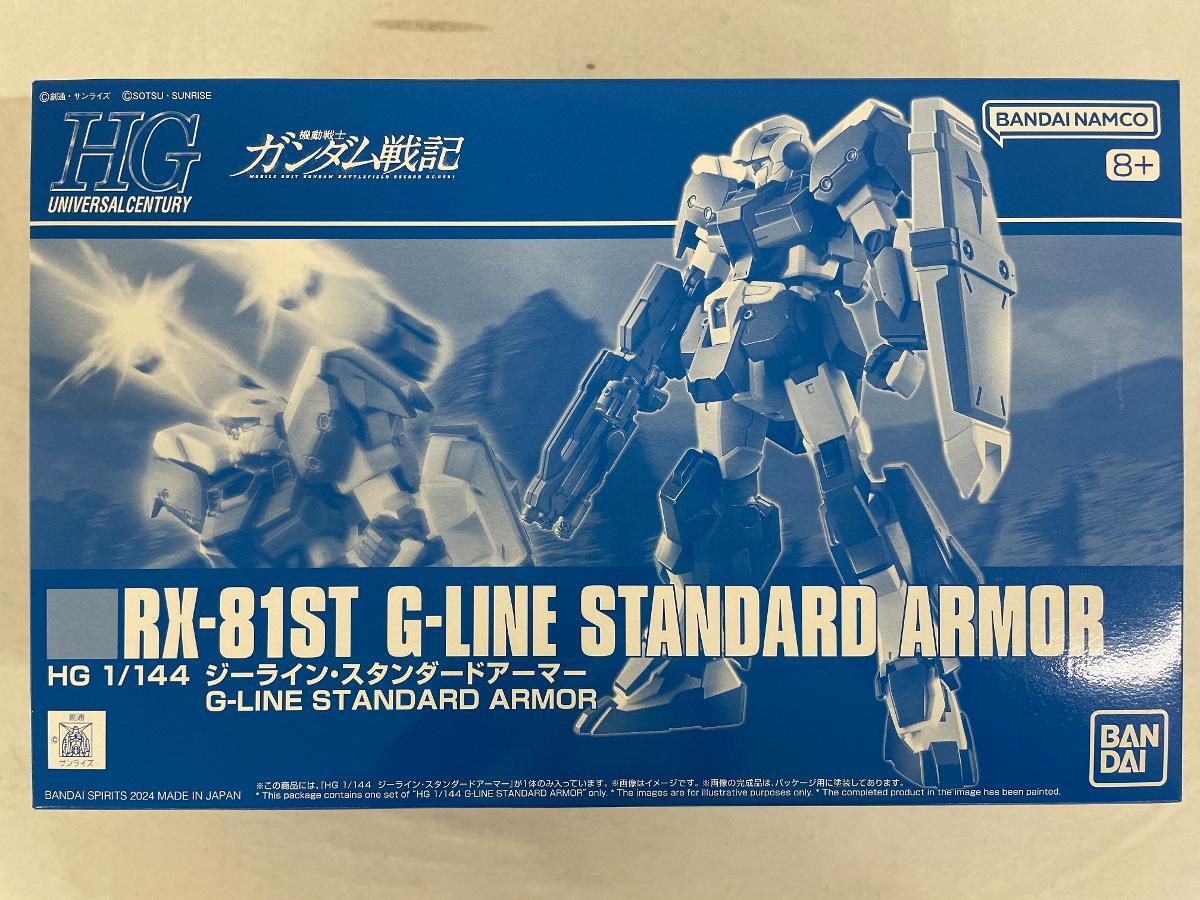 ©創通・サンライズ ©SOTSU・SUNRISE
HG
UNIVERSAL CENTURY
機動戦士
ガンダム戦記
MOBILE SUIT GUNDAM BATTLEFIELD RECORD U.C.0081
BANDAI NAMCO
8+
RX-81ST G-LINE STANDARD ARMOR
HG 1/144 ジーライン・スタンダードアーマー
G-LINE STANDARD ARMOR
創通
©
サンライズ
BAN
DAI
BANDAI SPIRITS 2024 MADE IN JAPAN
※この商品には、「HG 1/144 ジーライン・スタンダードアーマー」が1体のみ入っています。※画像はイメージです。※画像の完成品は、パッケージ用に塗装してあります。
* This package contains one set of "HG 1/144 G-LINE STANDARD ARMOR" only. * The images are for illustrative purposes only. * The completed product in the image has been painted.